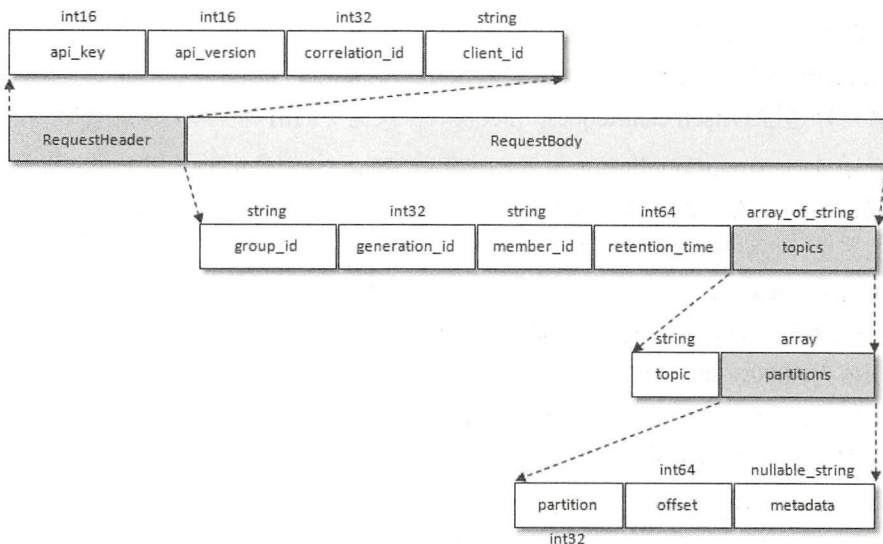 int16 int16 int32 string
api_key api_version correlation_id client_id
RequestHeader RequestBody
string int32 string int64 array_of_string
group_id generation_id member_id retention_time topics
string array
topic partitions
int64 nullable_string
partition offset metadata
int32